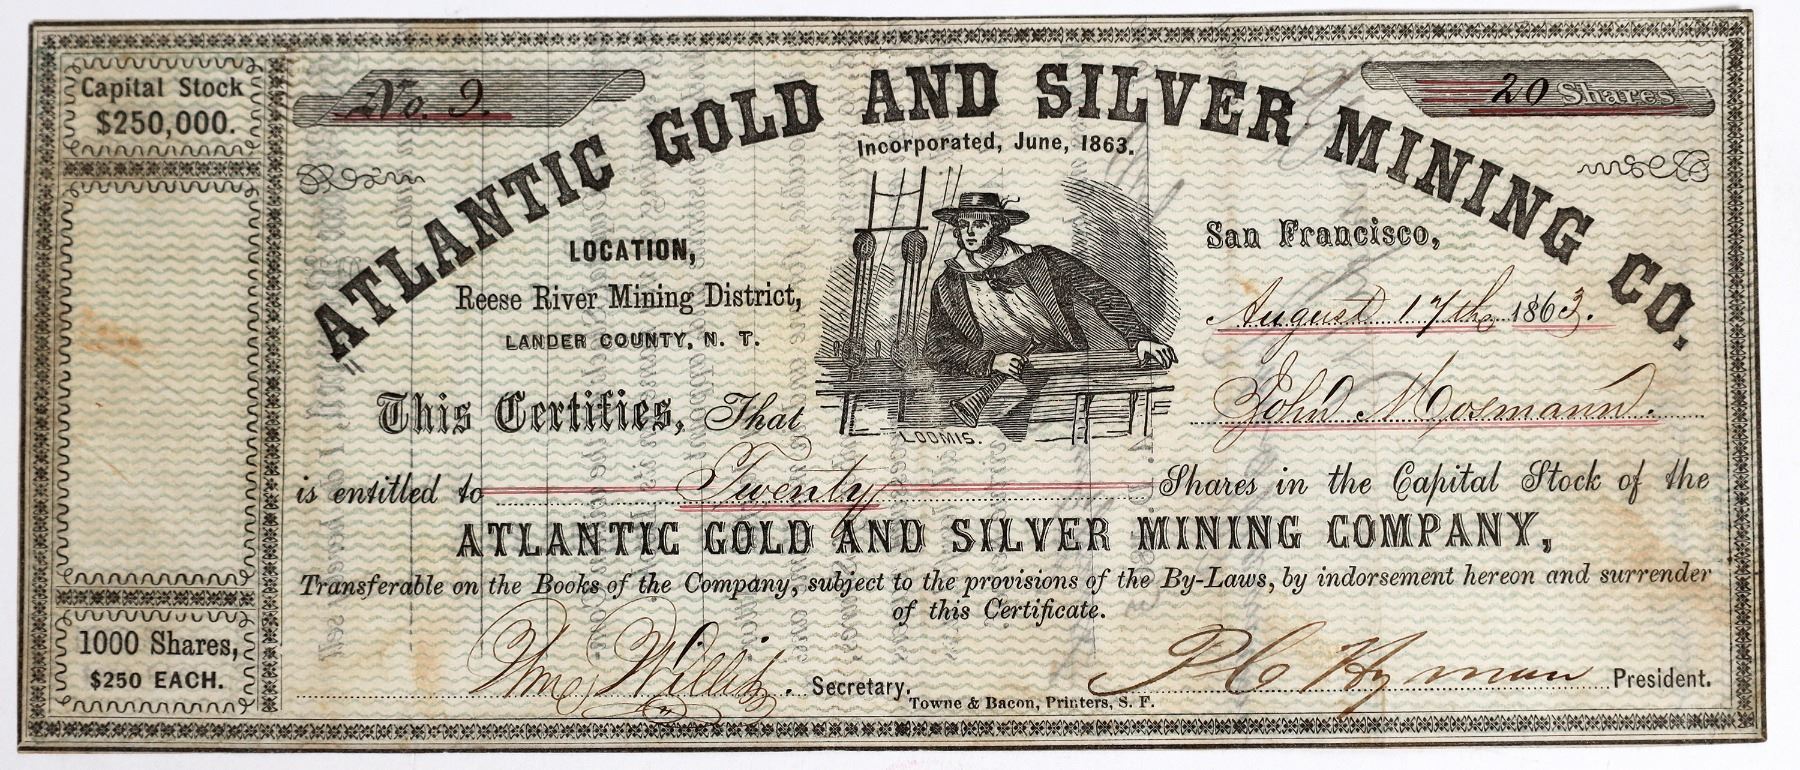 Capital Stock
$250,000.
No. 9.
20 Shares
ATLANTIC GOLD AND SILVER MINING CO.
Incorporated, June, 1863.
LOCATION,
Reese River Mining District,
LANDER COUNTY, N. T.
San Francisco,
August 17th 1863.
This Certifies, That
John Mosmann.
LOOMIS.
is entitled to Twenty Shares in the Capital Stock of the
ATLANTIC GOLD AND SILVER MINING COMPANY,
Transferable on the Books of the Company, subject to the provisions of the By-Laws, by indorsement hereon and surrender
of this Certificate.
1000 Shares,
$250 EACH.
Wm. Willis. Secretary.
P C Hyman President.
Towne & Bacon, Printers, S. F.